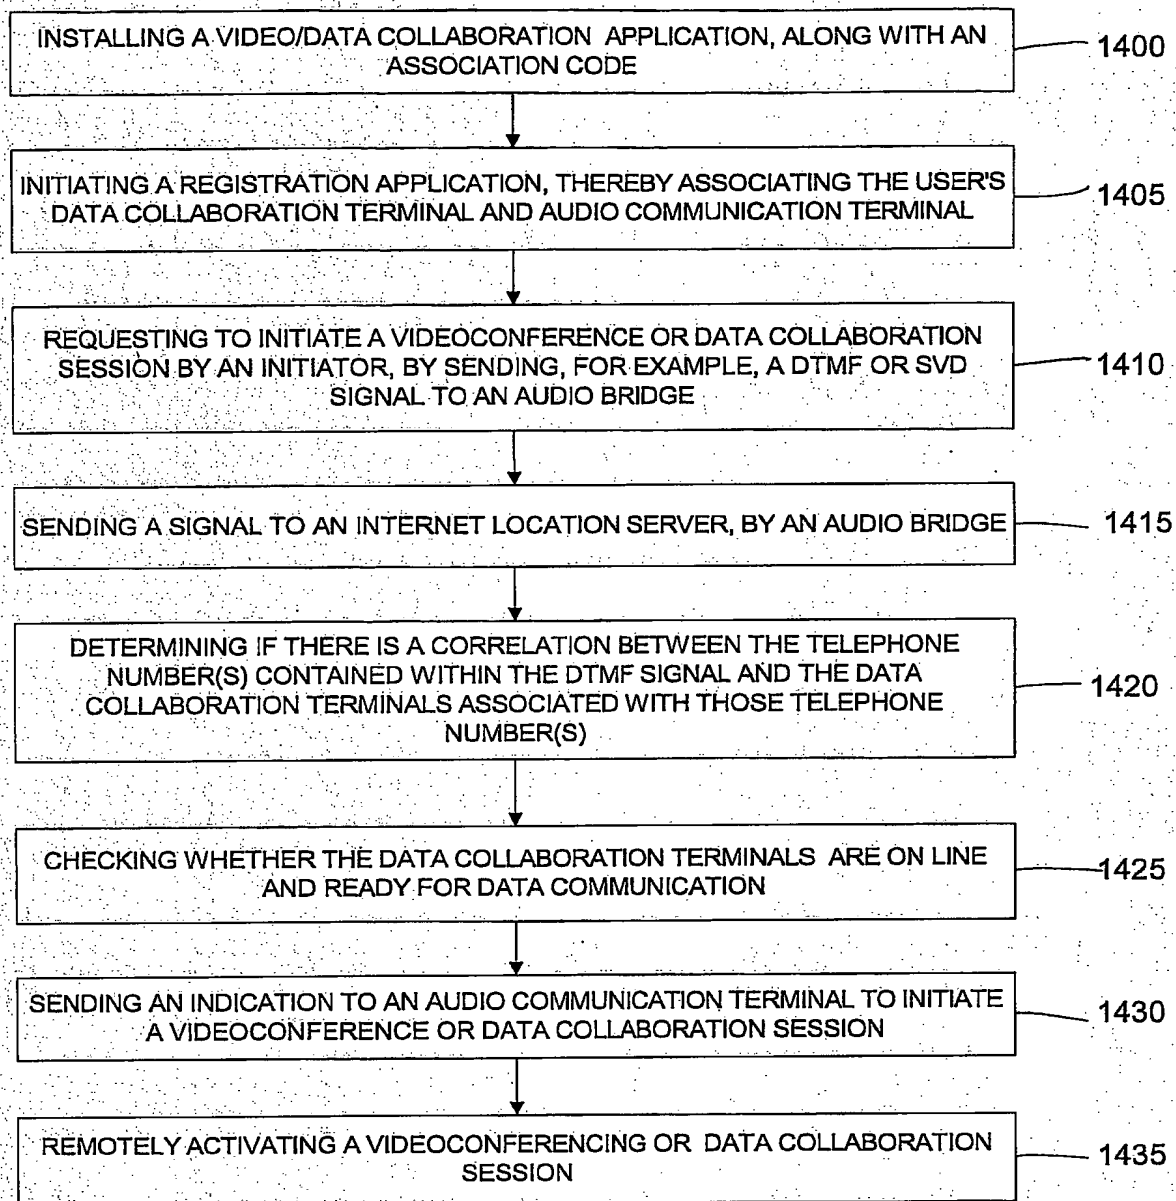 INSTALLING A VIDEO/DATA COLLABORATION APPLICATION, ALONG WITH AN
ASSOCIATION CODE
1400
INITIATING A REGISTRATION APPLICATION, THEREBY ASSOCIATING THE USER'S
DATA COLLABORATION TERMINAL AND AUDIO COMMUNICATION TERMINAL
1405
REQUESTING TO INITIATE A VIDEOCONFERENCE OR DATA COLLABORATION
SESSION BY AN INITIATOR, BY SENDING, FOR EXAMPLE, A DTMF OR SVD
SIGNAL TO AN AUDIO BRIDGE
1410
SENDING A SIGNAL TO AN INTERNET LOCATION SERVER, BY AN AUDIO BRIDGE
1415
DETERMINING IF THERE IS A CORRELATION BETWEEN THE TELEPHONE
NUMBER(S) CONTAINED WITHIN THE DTMF SIGNAL AND THE DATA
COLLABORATION TERMINALS ASSOCIATED WITH THOSE TELEPHONE
NUMBER(S)
1420
CHECKING WHETHER THE DATA COLLABORATION TERMINALS ARE ON LINE
AND READY FOR DATA COMMUNICATION
1425
SENDING AN INDICATION TO AN AUDIO COMMUNICATION TERMINAL TO INITIATE
A VIDEOCONFERENCE OR DATA COLLABORATION SESSION
1430
REMOTELY ACTIVATING A VIDEOCONFERENCING OR DATA COLLABORATION
SESSION
1435